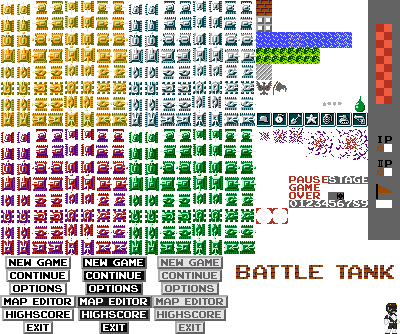 IP
IP
PAUSE STAGE
GAME
OVER
0123456789
BATTLE TANK
NEW GAME NEW GAME NEW GAME
CONTINUE CONTINUE CONTINUE
OPTIONS OPTIONS OPTIONS
MAP EDITOR MAP EDITOR MAP EDITOR
HIGHSCORE HIGHSCORE HIGHSCORE
EXIT EXIT EXIT